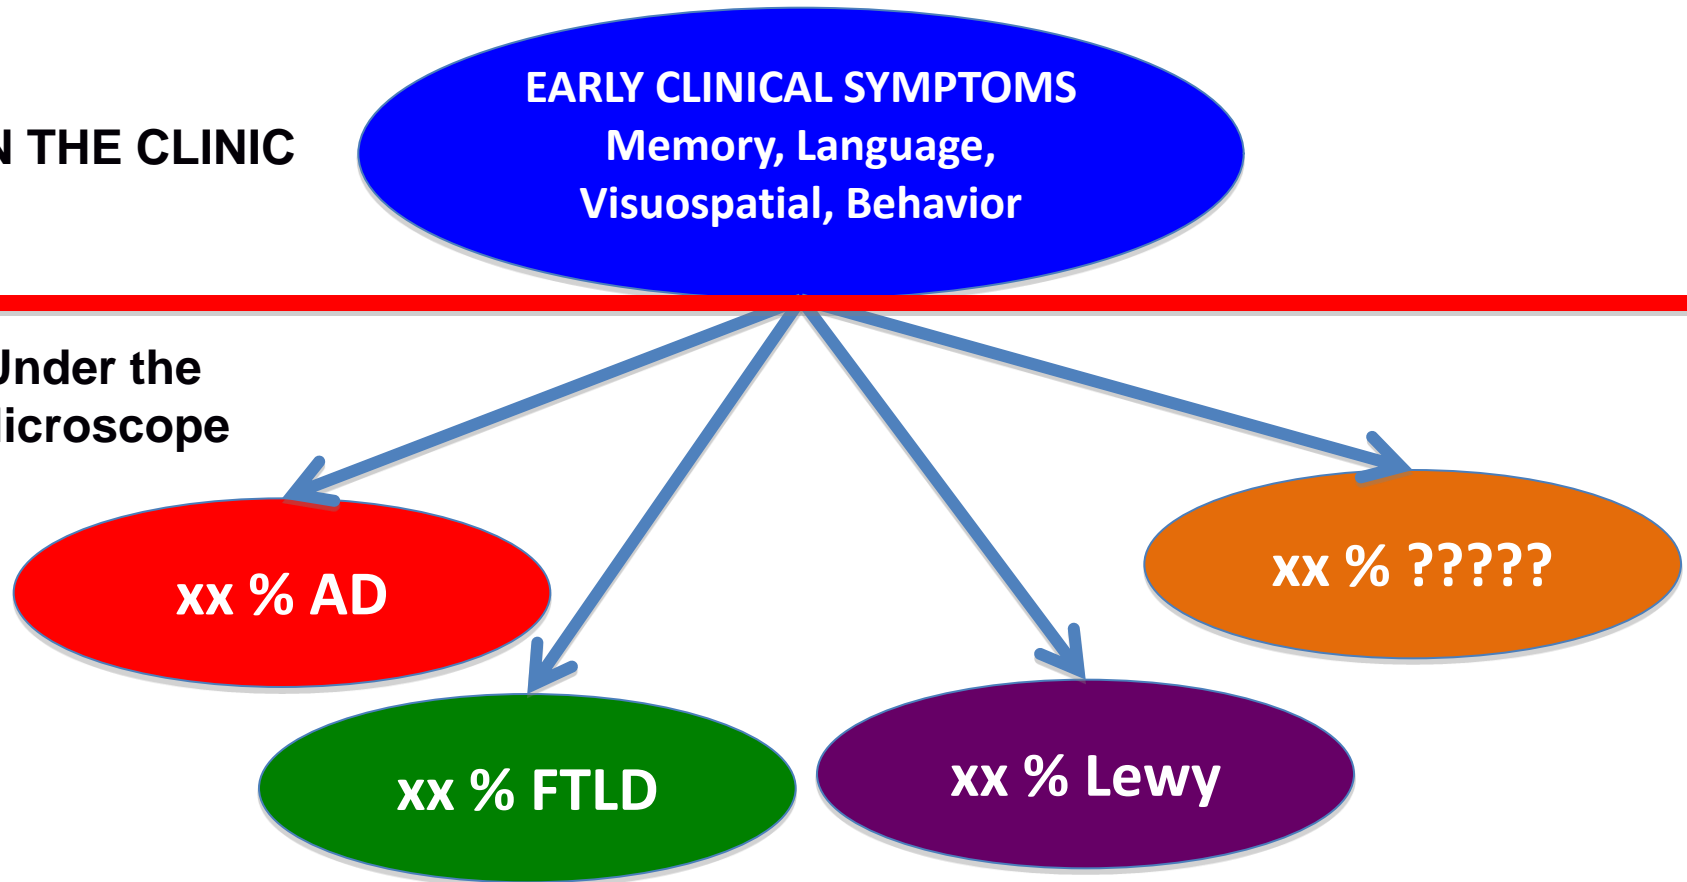 EARLY CLINICAL SYMPTOMS
N THE CLINIC
Memory, Language,
Visuospatial, Behavior
Under the
icroscope
xx % ?????
xx % AD
xx % Lewy
xx % FTLD